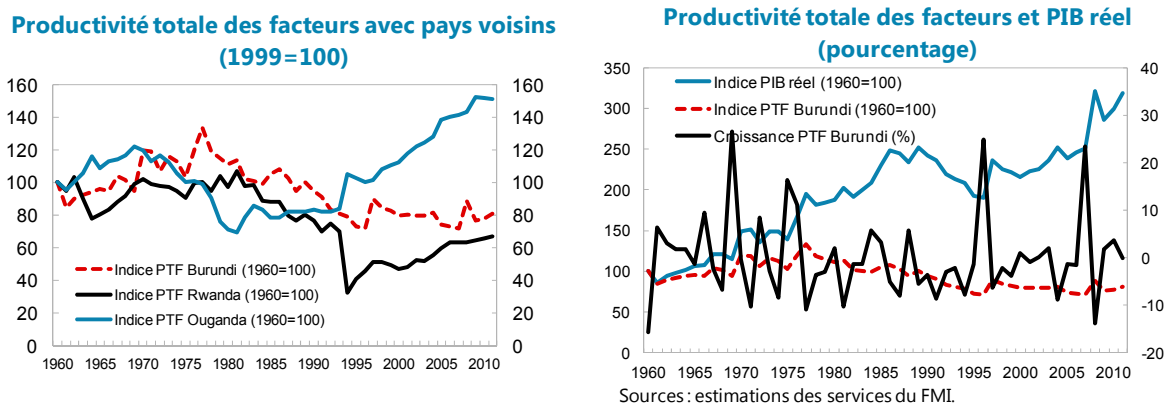 Productivité totale des facteurs avec pays voisins
(1999=100)
160
140
120
100
80
60
40
20
0
160
140
120
100
80
60
40
20
0
Indice PTF Burundi (1960=100)
Indice PTF Rwanda (1960=100)
Indice PTF Ouganda (1960=100)
1960 1965 1970 1975 1980 1985 1990 1995 2000 2005 2010
Productivité totale des facteurs et PIB réel
(pourcentage)
350
300
250
200
150
100
50
0
40
30
20
10
0
-10
-20
Indice PIB réel (1960=100)
Indice PTF Burundi (1960=100)
Croissance PTF Burundi (%)
1960 1965 1970 1975 1980 1985 1990 1995 2000 2005 2010
Sources: estimations des services du FMI.